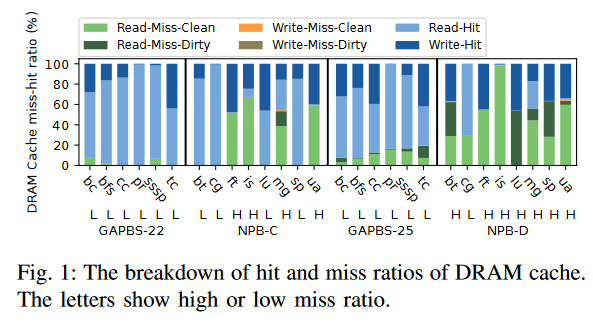 Read-Miss-Clean Write-Miss-Clean Read-Hit
Read-Miss-Dirty Write-Miss-Dirty Write-Hit
DRAM Cache miss-hit ratio (%)
100
80
60
40
20
0
bc bfs cc pr sssp tc bt cg ft is lu mg sp ua bc bfs cc pr sssp tc bt cg ft is lu mg sp ua
L L L L L L L L H H L H L H L L L L L L H L H H H H H H
GAPBS-22 NPB-C GAPBS-25 NPB-D
Fig. 1: The breakdown of hit and miss ratios of DRAM cache.
The letters show high or low miss ratio.